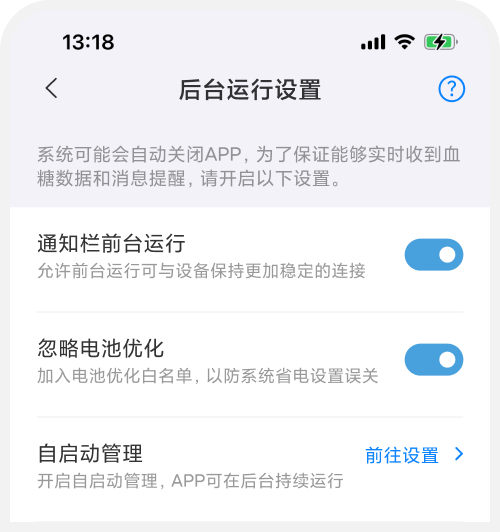 13:18
后台运行设置
系统可能会自动关闭APP，为了保证能够实时收到血
糖数据和消息提醒，请开启以下设置。
通知栏前台运行
允许前台运行可与设备保持更加稳定的连接
忽略电池优化
加入电池优化白名单，以防系统省电设置误关
自启动管理
前往设置
开启自启动管理，APP可在后台持续运行